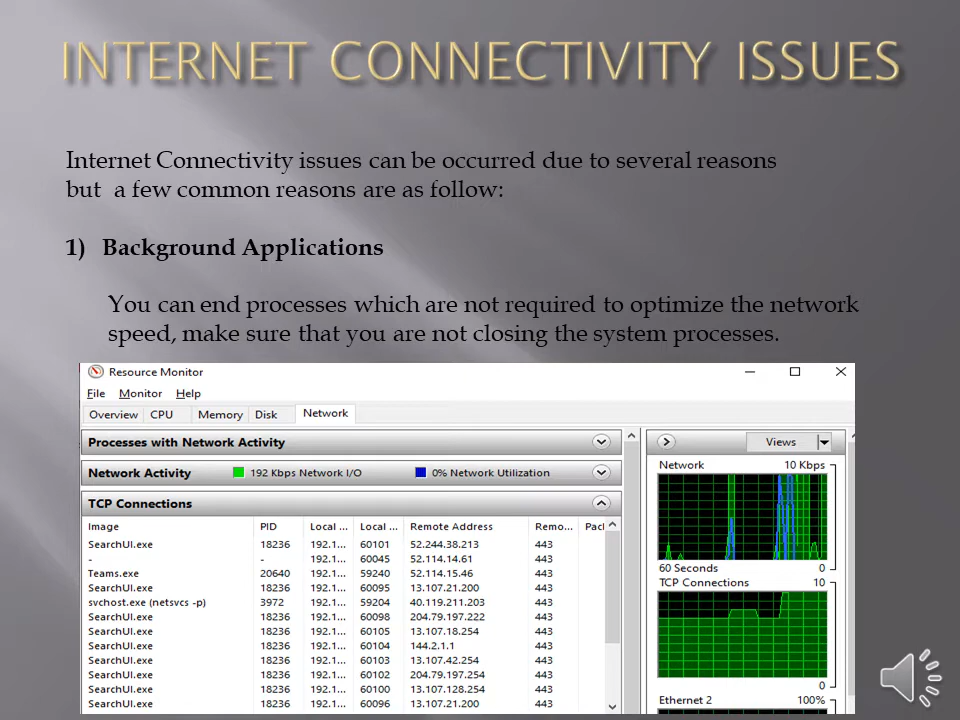 INTERNET CONNECTIVITY ISSUES
Internet Connectivity issues can be occurred due to several reasons
but a few common reasons are as follow:
1) Background Applications
You can end processes which are not required to optimize the network
speed, make sure that you are not closing the system processes.
Resource Monitor
File Monitor Help
Overview CPU Memory Disk Network
Processes with Network Activity
Network Activity 192 Kbps Network I/O 0% Network Utilization
TCP Connections
Image PID Local ... Local ... Remote Address Remo... Pacl
SearchUI.exe 18236 192.1... 60101 52.244.38.213 443
- - 192.1... 60045 52.114.14.61 443
Teams.exe 20640 192.1... 59240 52.114.15.46 443
SearchUI.exe 18236 192.1... 60095 13.107.21.200 443
svchost.exe (netsvcs -p) 3972 192.1... 59204 40.119.211.203 443
SearchUI.exe 18236 192.1... 60098 204.79.197.222 443
SearchUI.exe 18236 192.1... 60105 13.107.18.254 443
SearchUI.exe 18236 192.1... 60104 144.2.1.1 443
SearchUI.exe 18236 192.1... 60103 13.107.42.254 443
SearchUI.exe 18236 192.1... 60102 204.79.197.254 443
SearchUI.exe 18236 192.1... 60100 13.107.128.254 443
SearchUI.exe 18236 192.1... 60096 13.107.21.200 443
Views
Network 10 Kbps
60 Seconds 0
TCP Connections 10
0
Ethernet 2 100%